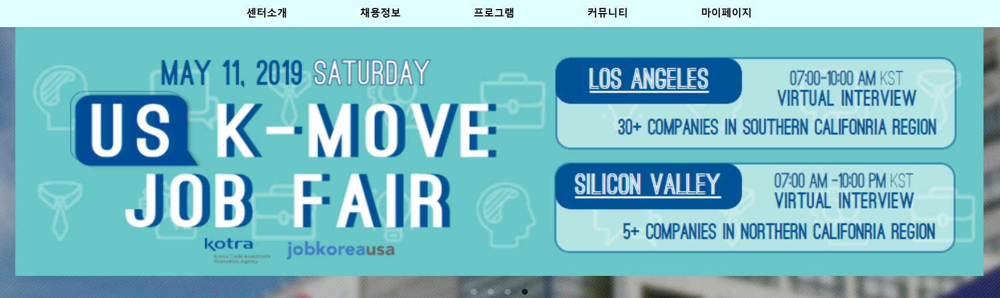 센터소개
채용정보
프로그램
커뮤니티
마이페이지
MAY 11, 2019 SATURDAY
US K-MOVE
JOB FAIR
kotra
Korea Trade-Investment
Promotion Agency
jobkoreausa
LOS ANGELES
07:00-10:00 AM KST
VIRTUAL INTERVIEW
30+ COMPANIES IN SOUTHERN CALIFONRIA REGION
SILICON VALLEY
07:00 AM -10:00 PM KST
VIRTUAL INTERVIEW
5+ COMPANIES IN NORTHERN CALIFONRIA REGION